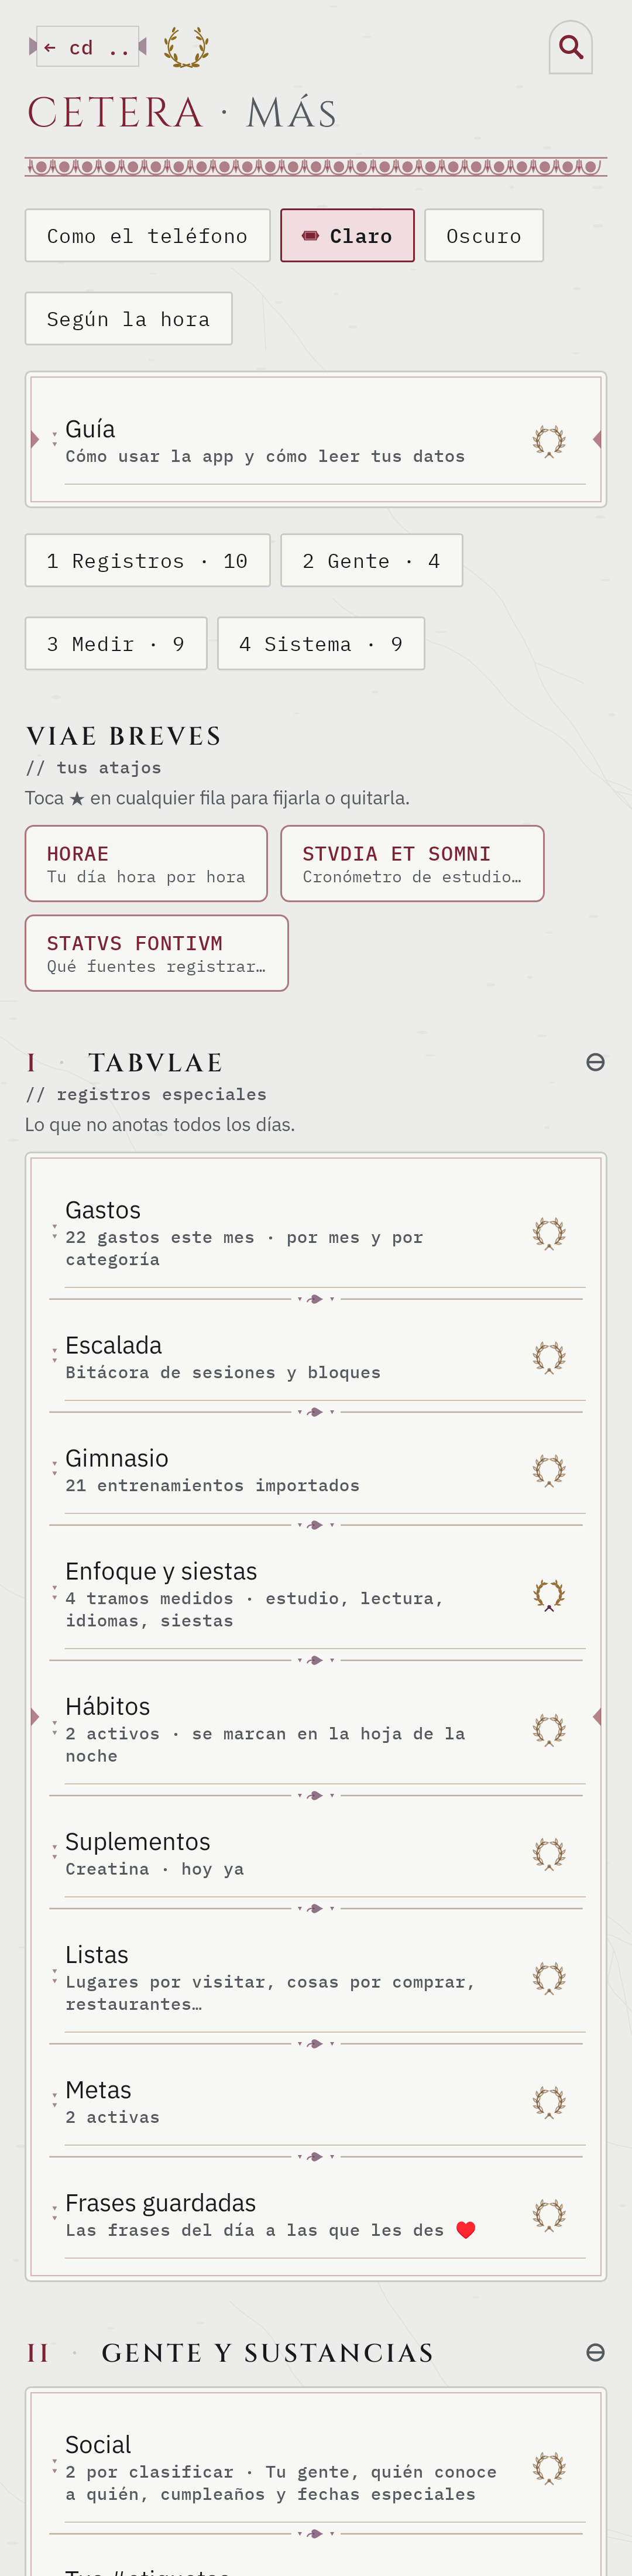 ← cd ..
CETERA · MÁS
Como el teléfono
Claro
Oscuro
Según la hora
Guía
Cómo usar la app y cómo leer tus datos
1 Registros · 10
2 Gente · 4
3 Medir · 9
4 Sistema · 9
VIAE BREVES
// tus atajos
Toca ★ en cualquier fila para fijarla o quitarla.
HORAE
Tu día hora por hora
STVDIA ET SOMNI
Cronómetro de estudio…
STATVS FONTIVM
Qué fuentes registrar…
I · TABVLAE
// registros especiales
Lo que no anotas todos los días.
Gastos
22 gastos este mes · por mes y por
categoría
Escalada
Bitácora de sesiones y bloques
Gimnasio
21 entrenamientos importados
Enfoque y siestas
4 tramos medidos · estudio, lectura,
idiomas, siestas
Hábitos
2 activos · se marcan en la hoja de la
noche
Suplementos
Creatina · hoy ya
Listas
Lugares por visitar, cosas por comprar,
restaurantes…
Metas
2 activas
Frases guardadas
Las frases del día a las que les des ❤️
II · GENTE Y SUSTANCIAS
Social
2 por clasificar · Tu gente, quién conoce
a quién, cumpleaños y fechas especiales